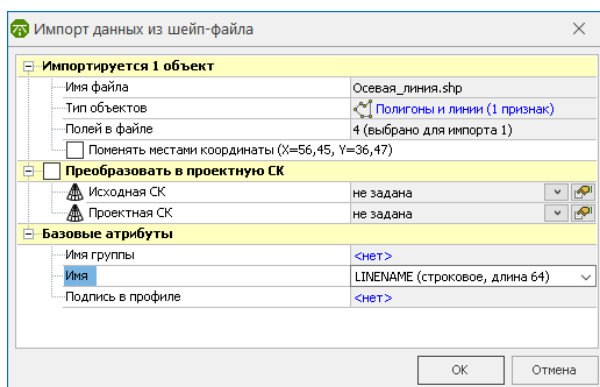 Импорт данных из шейп-файла
Импортируется 1 объект
Имя файла Осевая_линия.shp
Тип объектов Полигоны и линии (1 признак)
Полей в файле 4 (выбрано для импорта 1)
Поменять местами координаты (X=56,45, Y=36,47)
Преобразовать в проектную СК
Исходная СК не задана
Проектная СК не задана
Базовые атрибуты
Имя группы <нет>
Имя LINENAME (строковое, длина 64)
Подпись в профиле <нет>
OK Отмена